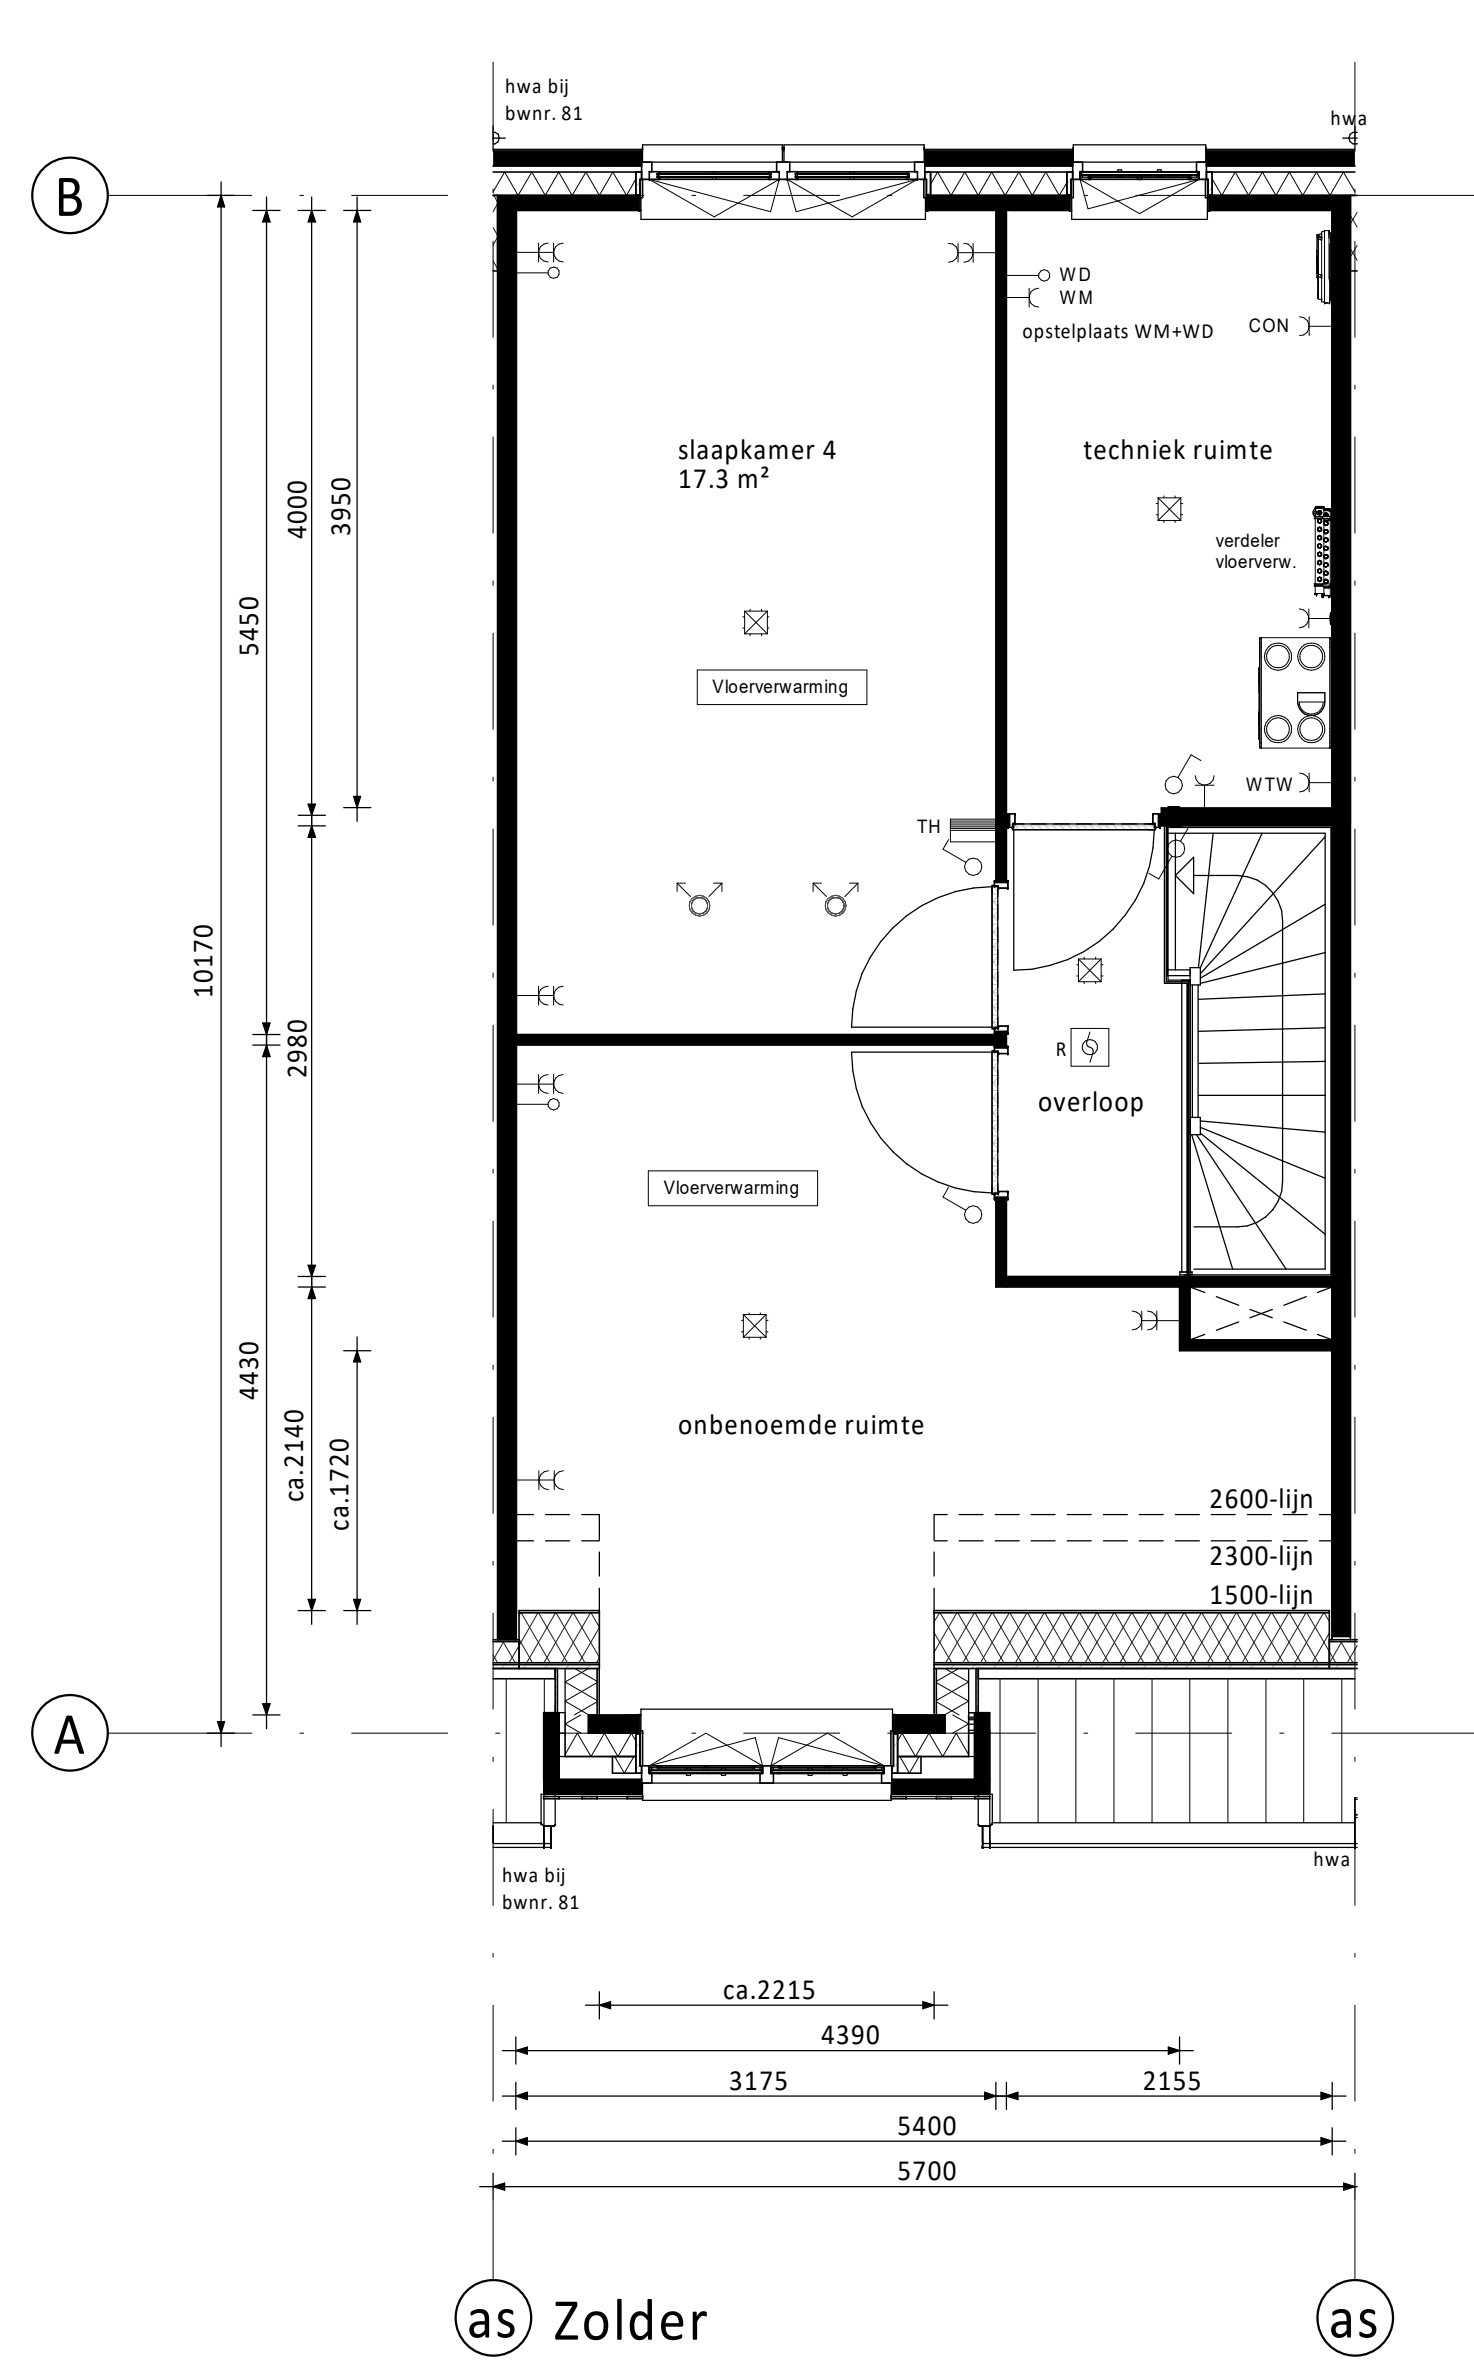 hwa bij
bwnr. 81
hwa
B
WD
WM
opstelplaats WM+WD
CON
slaapkamer 4
17.3 m²
techniek ruimte
verdeler
vloerverw.
4000
3950
5450
Vloerverwarming
WTW
TH
10170
2980
R
overloop
Vloerverwarming
4430
ca.2140
ca.1720
onbenoemde ruimte
2600-lijn
2300-lijn
1500-lijn
A
hwa bij
bwnr. 81
hwa
ca.2215
4390
3175
2155
5400
5700
as
Zolder
as